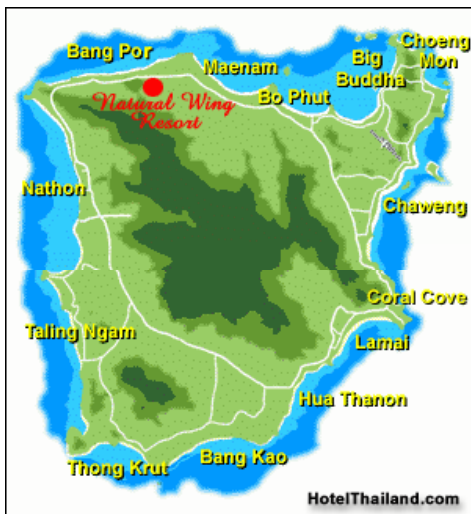 Choeng
Mon
Bang Por
Big
Buddha
Maenam
Bo Phut
Natural Wing
Resort
Nathon
Chaweng
Coral Cove
Taling Ngam
Lamai
Hua Thanon
Bang Kao
Thong Krut
HotelThailand.com